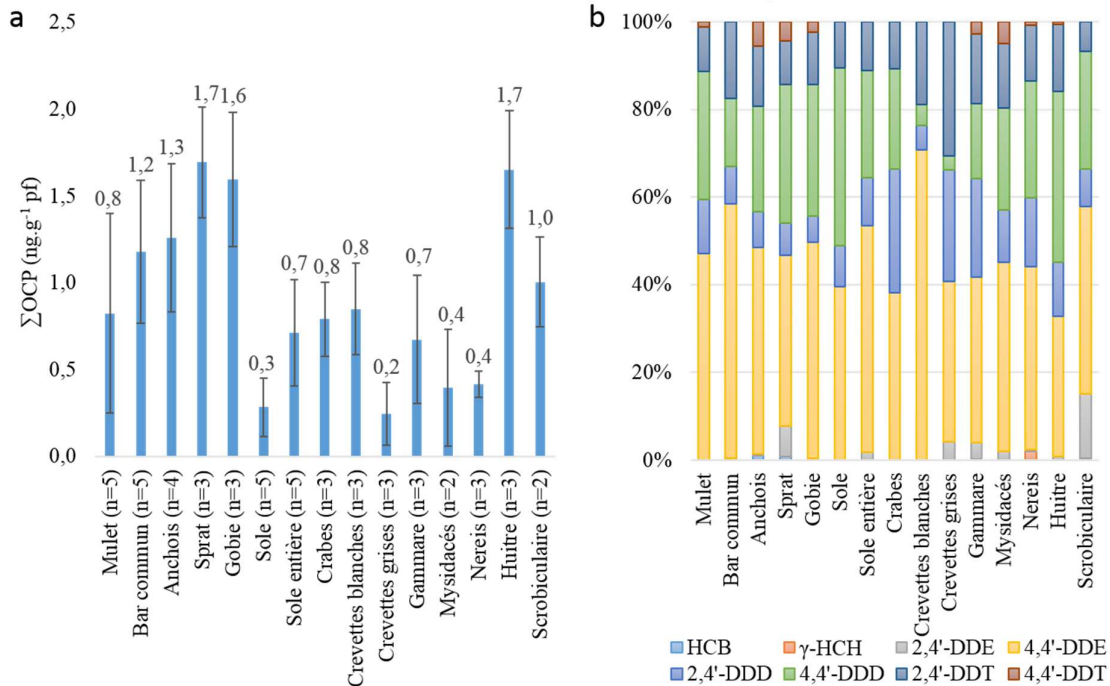 a
∑OCP (ng.g⁻¹ pf)
2,5
2,0
1,5
1,0
0,5
0,0
0,8
1,2
1,3
1,7
1,6
0,3
0,7
0,8
0,8
0,2
0,7
0,4
0,4
1,7
1,0
Mulet (n=5)
Bar commun (n=5)
Anchois (n=4)
Sprat (n=3)
Gobie (n=3)
Sole (n=5)
Sole entière (n=5)
Crabes (n=3)
Crevettes blanches (n=3)
Crevettes grises (n=3)
Gammare (n=3)
Mysidacés (n=2)
Nereis (n=3)
Huitre (n=3)
Scrobiculaire (n=2)
b
100%
80%
60%
40%
20%
0%
Mulet
Bar commun
Anchois
Sprat
Gobie
Sole
Sole entière
Crabes
Crevettes blanches
Crevettes grises
Gammare
Mysidacés
Nereis
Huitre
Scrobiculaire
HCB γ-HCH 2,4'-DDE 4,4'-DDE
2,4'-DDD 4,4'-DDD 2,4'-DDT 4,4'-DDT